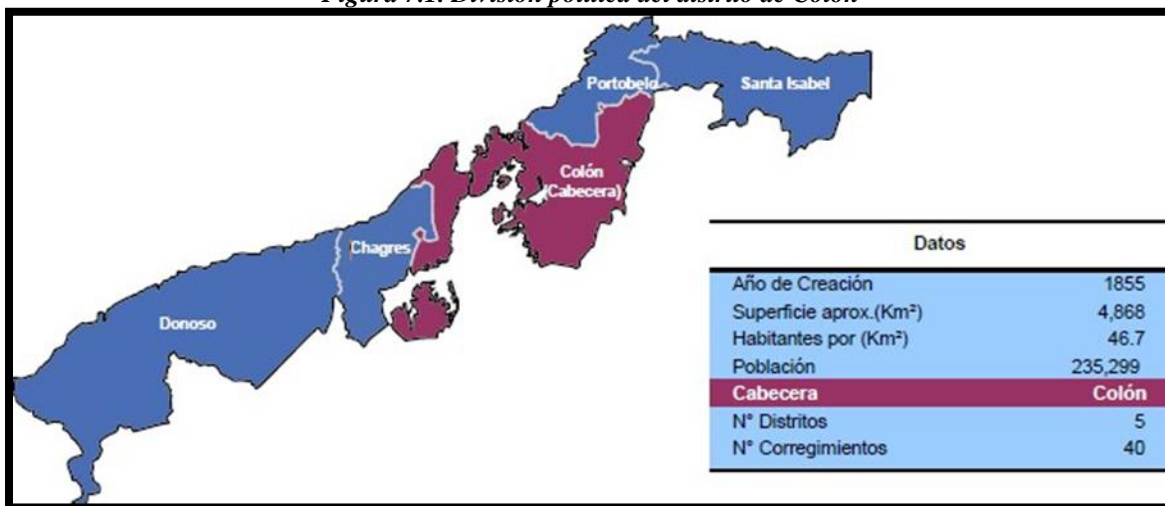 Figura 7.1. División política del distrito de Colón
Portobelo
Santa Isabel
Colón
(Cabecera)
Chagres
Donoso
Datos
Año de Creación 1855
Superficie aprox.(Km²) 4,868
Habitantes por (Km²) 46.7
Población 235,299
Cabecera Colón
N° Distritos 5
N° Corregimientos 40